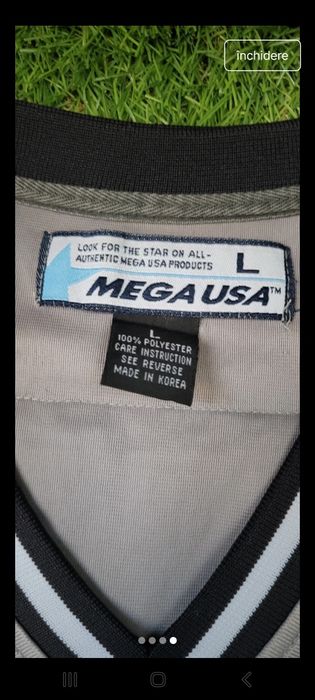 închidere
LOOK FOR THE STAR ON ALL-
AUTHENTIC MEGA USA PRODUCTS
L
MEGA USA™
L
100% POLYESTER
CARE INSTRUCTION
SEE REVERSE
MADE IN KOREA